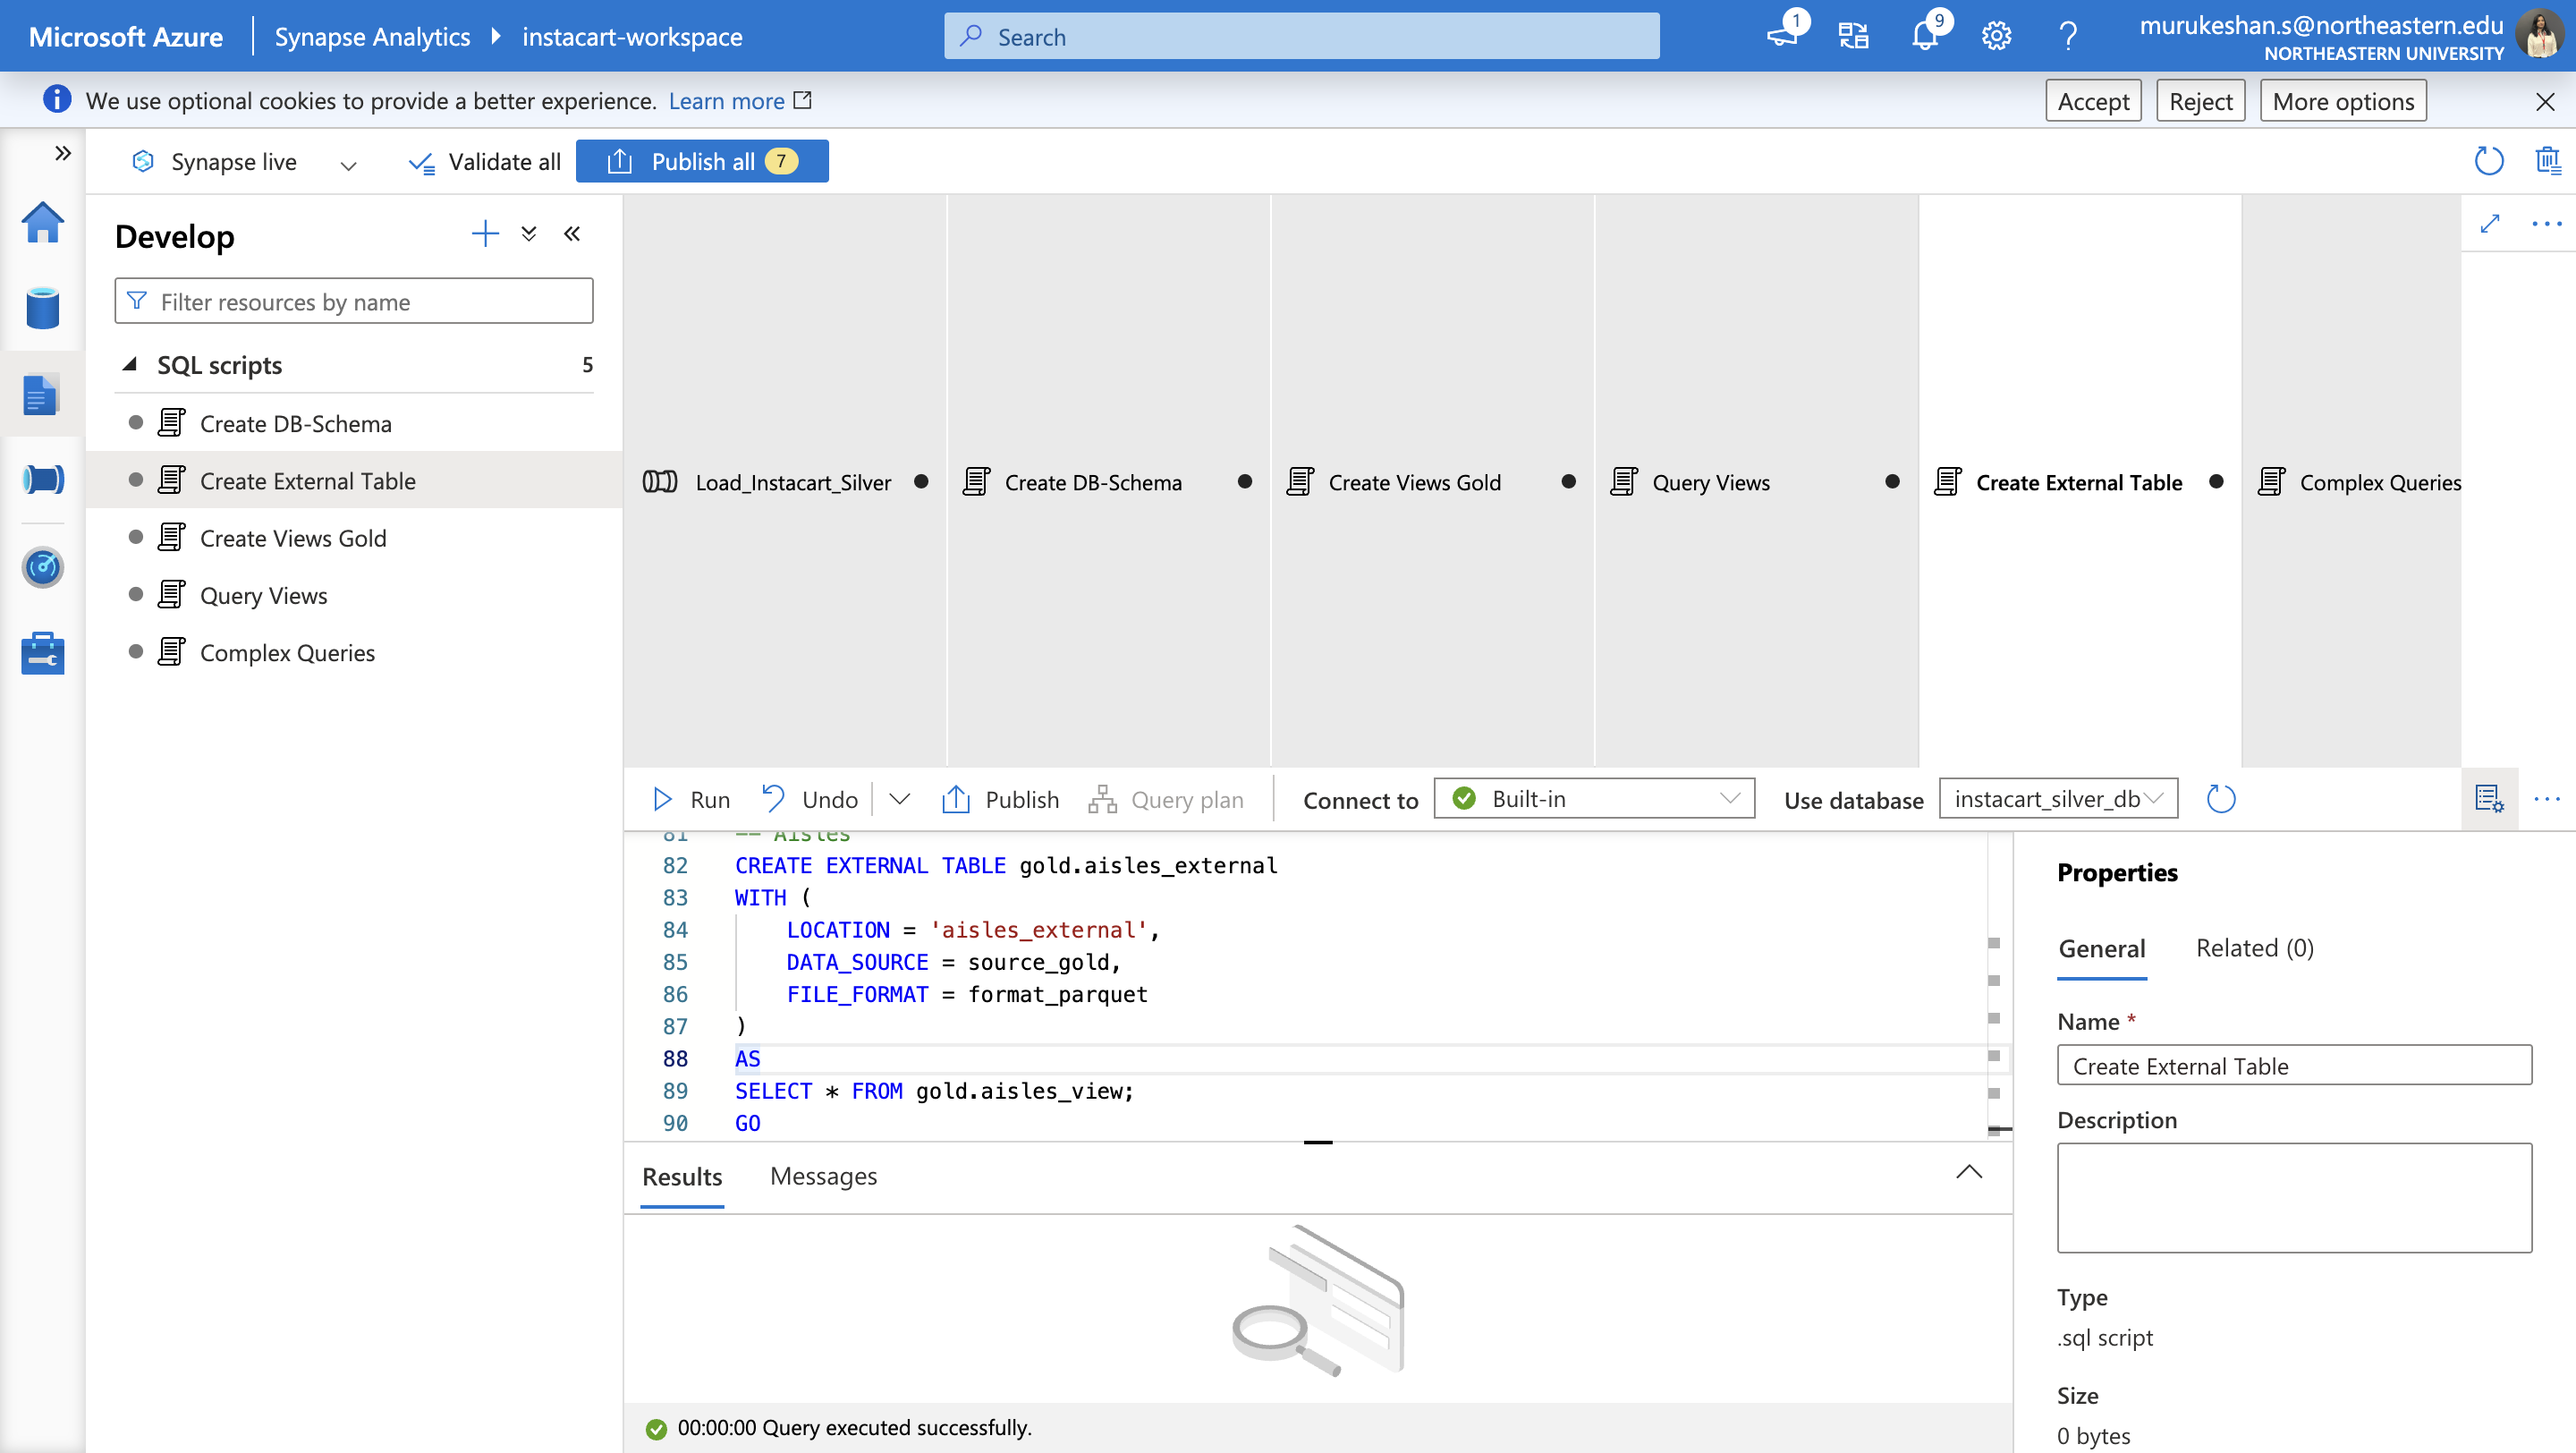 Microsoft Azure
Synapse Analytics
instacart-workspace
Search
1
9
murukeshan.s@northeastern.edu
NORTHEASTERN UNIVERSITY
We use optional cookies to provide a better experience. Learn more
Accept
Reject
More options
Synapse live
Validate all
Publish all 7
Develop
Filter resources by name
SQL scripts 5
Create DB-Schema
Create External Table
Create Views Gold
Query Views
Complex Queries
Load_Instacart_Silver
Create DB-Schema
Create Views Gold
Query Views
Create External Table
Complex Queries
Run
Undo
Publish
Query plan
Connect to
Built-in
Use database
instacart_silver_db
81 -- Aisles
82 CREATE EXTERNAL TABLE gold.aisles_external
83 WITH (
84 LOCATION = 'aisles_external',
85 DATA_SOURCE = source_gold,
86 FILE_FORMAT = format_parquet
87 )
88 AS
89 SELECT * FROM gold.aisles_view;
90 GO
Results
Messages
00:00:00 Query executed successfully.
Properties
General
Related (0)
Name *
Create External Table
Description
Type
.sql script
Size
0 bytes